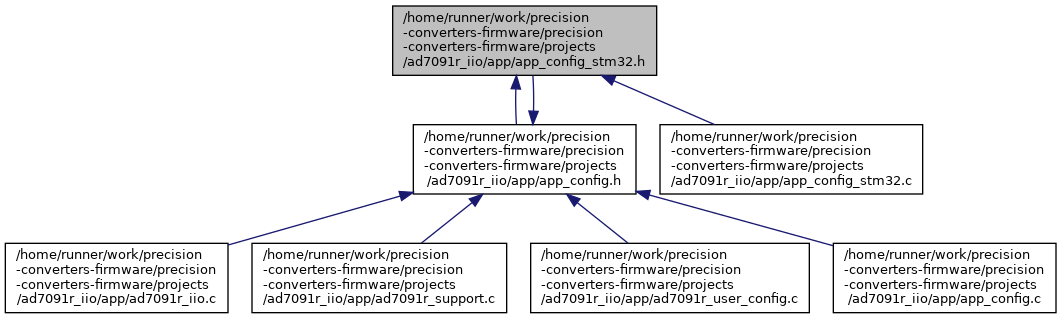 /home/runner/work/precision
-converters-firmware/precision
-converters-firmware/projects
/ad7091r_iio/app/app_config_stm32.h
/home/runner/work/precision
-converters-firmware/precision
-converters-firmware/projects
/ad7091r_iio/app/app_config.h
/home/runner/work/precision
-converters-firmware/precision
-converters-firmware/projects
/ad7091r_iio/app/app_config_stm32.c
/home/runner/work/precision
-converters-firmware/precision
-converters-firmware/projects
/ad7091r_iio/app/ad7091r_iio.c
/home/runner/work/precision
-converters-firmware/precision
-converters-firmware/projects
/ad7091r_iio/app/ad7091r_support.c
/home/runner/work/precision
-converters-firmware/precision
-converters-firmware/projects
/ad7091r_iio/app/ad7091r_user_config.c
/home/runner/work/precision
-converters-firmware/precision
-converters-firmware/projects
/ad7091r_iio/app/app_config.c